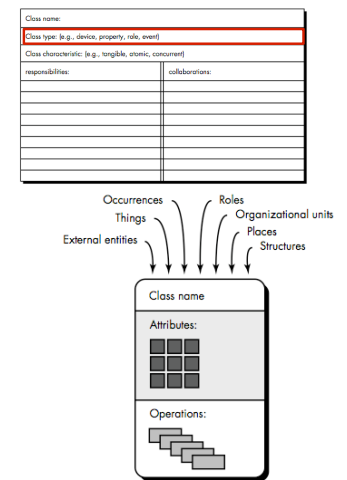 Class name:
Class type: (e.g., device, property, role, event)
Class characteristic: (e.g., tangible, atomic, concurrent)
responsibilities: collaborations:
Occurrences Roles
Things Organizational units
External entities Places
Structures
Class name
Attributes:
Operations: